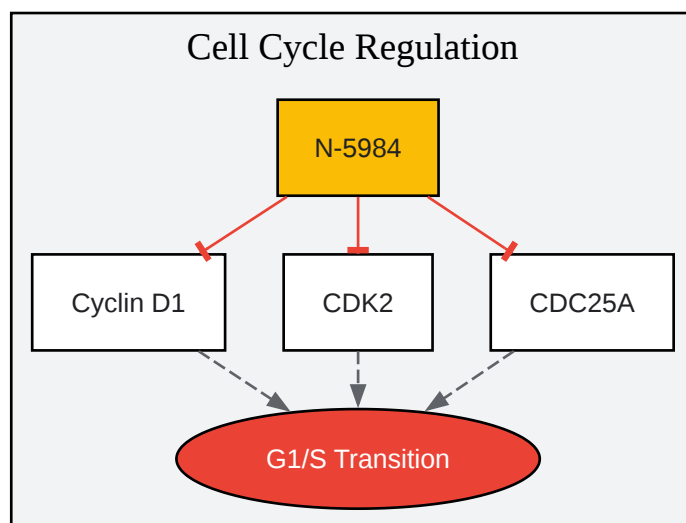 Cell Cycle Regulation
N-5984
Cyclin D1
CDK2
CDC25A
G1/S Transition